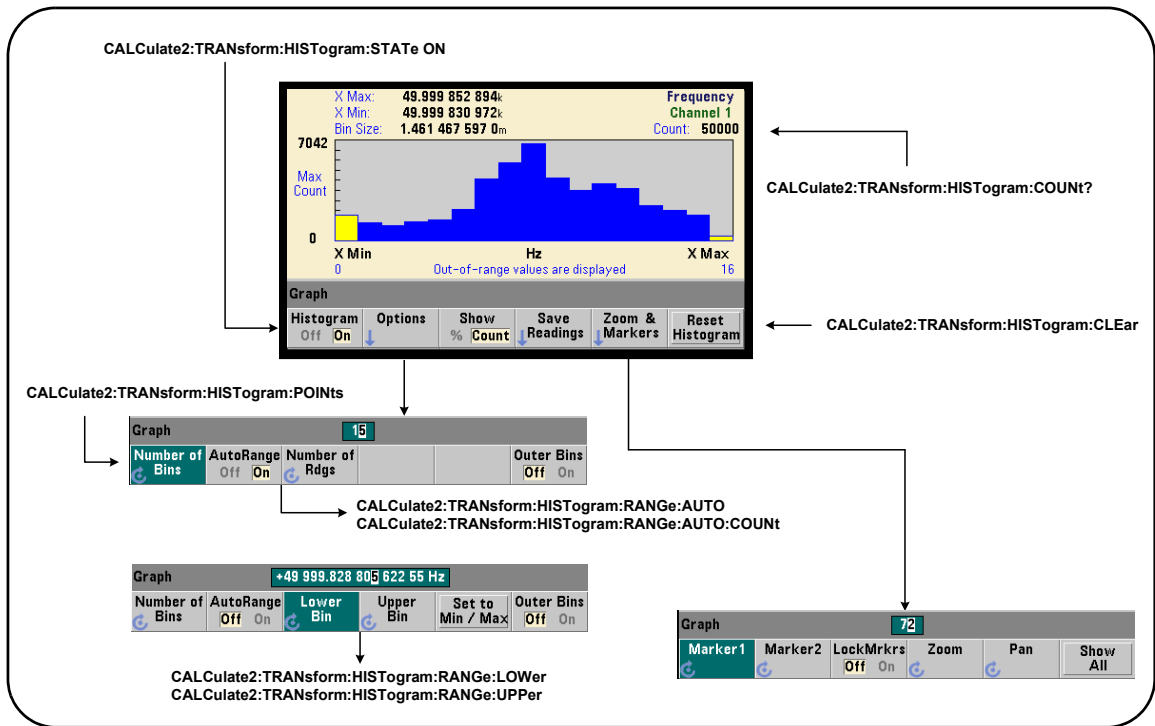 CALCulate2:TRANsform:HISTogram:STATe ON
X Max: 49.999 852 894k Frequency
X Min: 49.999 830 972k Channel 1
Bin Size: 1.461 467 597 0m Count: 50000
7042
Max
Count
0
X Min Hz X Max
0 Out-of-range values are displayed 16
Graph
Histogram Options Show Save Zoom & Reset
Off On % Count Readings Markers Histogram
CALCulate2:TRANsform:HISTogram:COUNt?
CALCulate2:TRANsform:HISTogram:CLEar
CALCulate2:TRANsform:HISTogram:POINts
Graph 15
Number of AutoRange Number of Outer Bins
Bins Off On Rdgs Off On
CALCulate2:TRANsform:HISTogram:RANGe:AUTO
CALCulate2:TRANsform:HISTogram:RANGe:AUTO:COUNt
Graph +49 999.828 805 622 55 Hz
Number of AutoRange Lower Upper Set to Outer Bins
Bins Off On Bin Bin Min / Max Off On
CALCulate2:TRANsform:HISTogram:RANGe:LOWer
CALCulate2:TRANsform:HISTogram:RANGe:UPPer
Graph 72
Marker1 Marker2 LockMrkrs Zoom Pan Show
Off On All